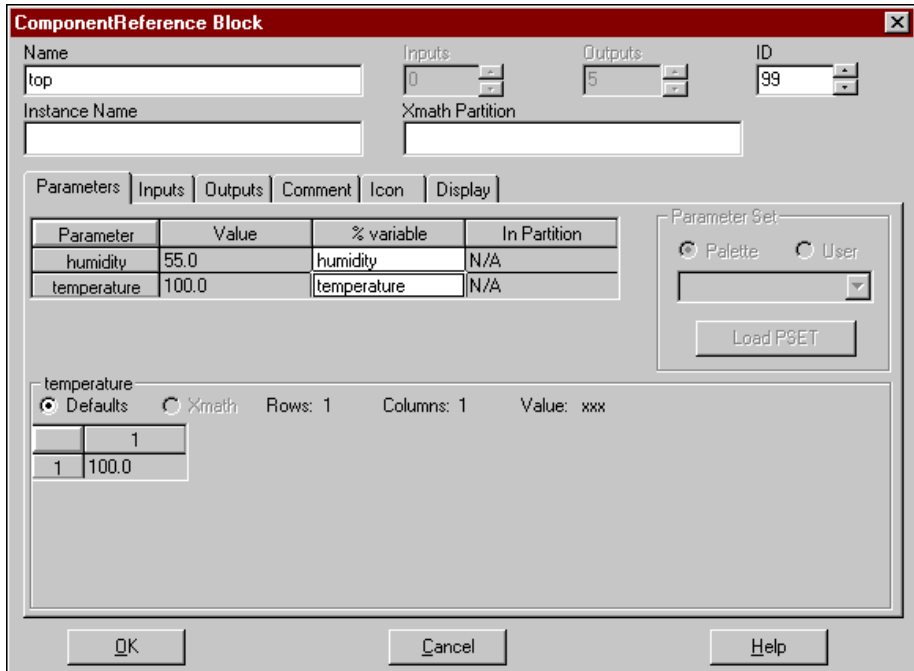 ComponentReference Block
Name Inputs Outputs ID
top 0 5 99
Instance Name Xmath Partition
Parameters Inputs Outputs Comment Icon Display
Parameter Value % variable In Partition
humidity 55.0 humidity N/A
temperature 100.0 temperature N/A
Parameter Set
Palette User
Load PSET
temperature
Defaults Xmath Rows: 1 Columns: 1 Value: xxx
1
1 100.0
OK Cancel Help